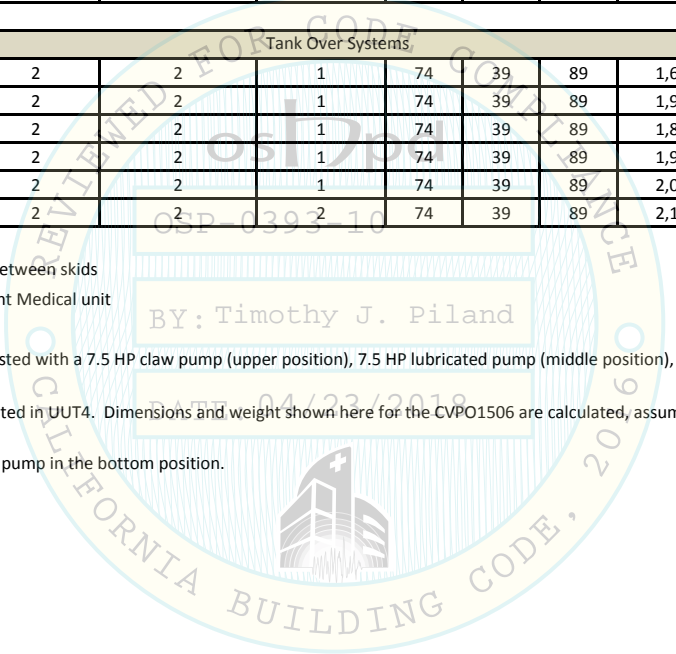 Tank Over Systems
2 2 1 74 39 89 1,6
2 2 1 74 39 89 1,9
2 2 1 74 39 89 1,8
2 2 1 74 39 89 1,9
2 2 1 74 39 89 2,0
2 2 2 74 39 89 2,1
etween skids
nt Medical unit
sted with a 7.5 HP claw pump (upper position), 7.5 HP lubricated pump (middle position),
ted in UUT4. Dimensions and weight shown here for the CVPO1506 are calculated, assum
pump in the bottom position.
REVIEWED FOR CODE COMPLIANCE
oshpd
OSP-0393-10
BY: Timothy J. Piland
DATE: 04/23/2018
CALIFORNIA BUILDING CODE, 2016